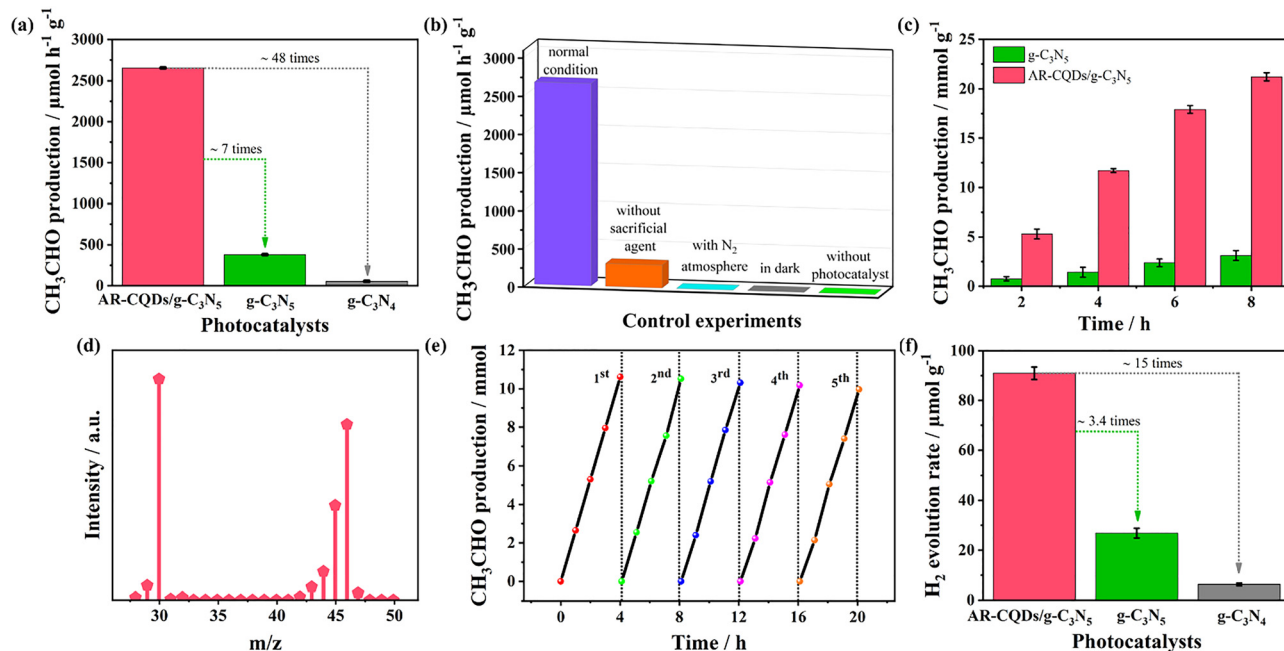 (a)
CH₃CHO production / μmol h⁻¹ g⁻¹
3000
2500
2000
1500
1000
500
0
~ 48 times
~ 7 times
AR-CQDs/g-C₃N₅
g-C₃N₅
g-C₃N₄
Photocatalysts
(b)
CH₃CHO production / μmol h⁻¹ g⁻¹
3000
2500
2000
1500
1000
500
0
normal
condition
without
sacrificial
agent
with N₂
atmosphere
in dark
without
photocatalyst
Control experiments
(c)
CH₃CHO production / mmol g⁻¹
25
20
15
10
5
0
g-C₃N₅
AR-CQDs/g-C₃N₅
2
4
6
8
Time / h
(d)
Intensity / a.u.
30
35
40
45
50
m/z
(e)
CH₃CHO production / mmol
12
10
8
6
4
2
0
1ˢᵗ
2ⁿᵈ
3ʳᵈ
4ᵗʰ
5ᵗʰ
0
4
8
12
16
20
Time / h
(f)
H₂ evolution rate / μmol g⁻¹
100
80
60
40
20
0
~ 15 times
~ 3.4 times
AR-CQDs/g-C₃N₅
g-C₃N₅
g-C₃N₄
Photocatalysts